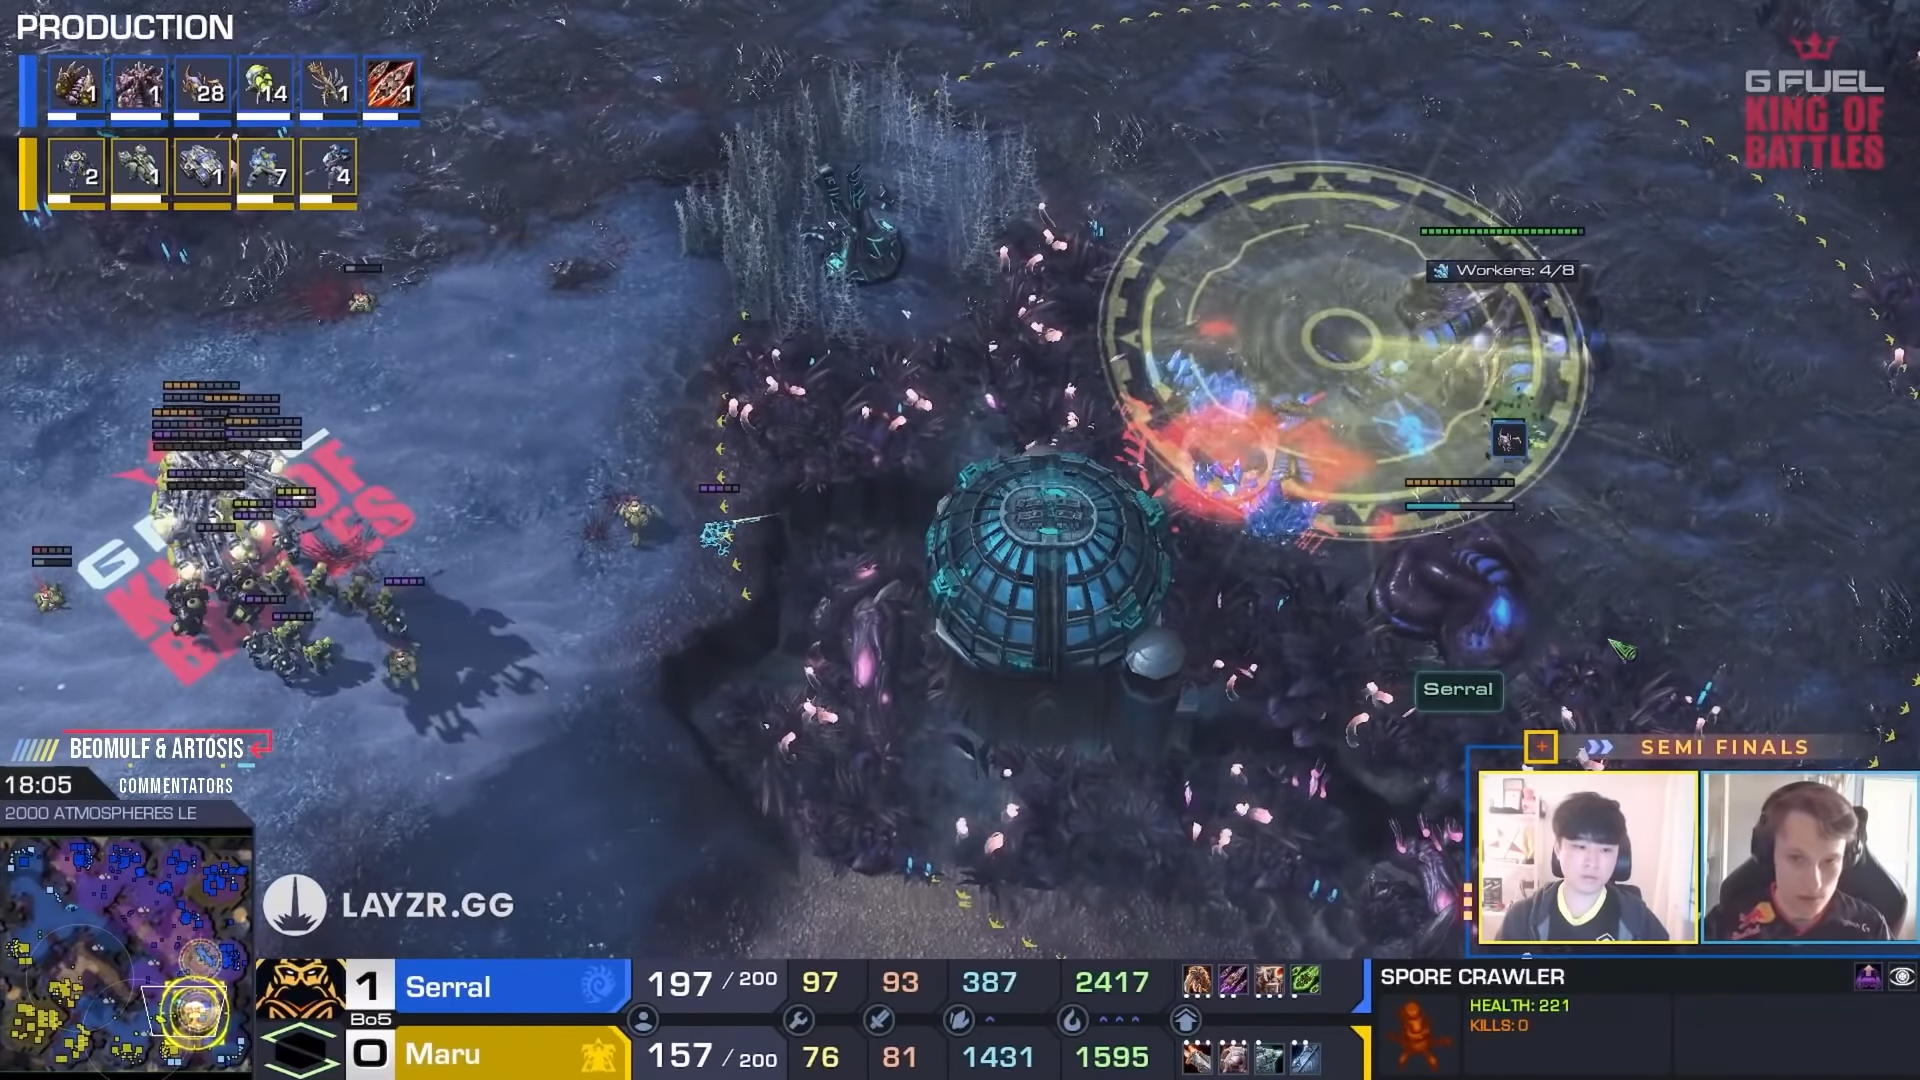 PRODUCTION
1 1 28 14 1 1
2 1 1 7 4
G FUEL
KING OF
BATTLES
Workers: 4/8
Serral
BEOMULF & ARTOSIS
COMMENTATORS
18:05
2000 ATMOSPHERES LE
SEMI FINALS
LAYZR.GG
1 Serral 197 / 200 97 93 387 2417
Bo5
0 Maru 157 / 200 76 81 1431 1595
SPORE CRAWLER
HEALTH: 221
KILLS: 0